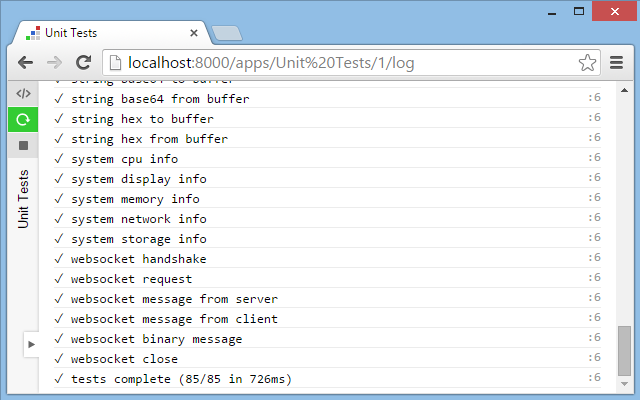 Unit Tests
localhost:8000/apps/Unit%20Tests/1/log
Unit Tests
string base64 to buffer
✓ string base64 from buffer :6
✓ string hex to buffer :6
✓ string hex from buffer :6
✓ system cpu info :6
✓ system display info :6
✓ system memory info :6
✓ system network info :6
✓ system storage info :6
✓ websocket handshake :6
✓ websocket request :6
✓ websocket message from server :6
✓ websocket message from client :6
✓ websocket binary message :6
✓ websocket close :6
✓ tests complete (85/85 in 726ms) :6